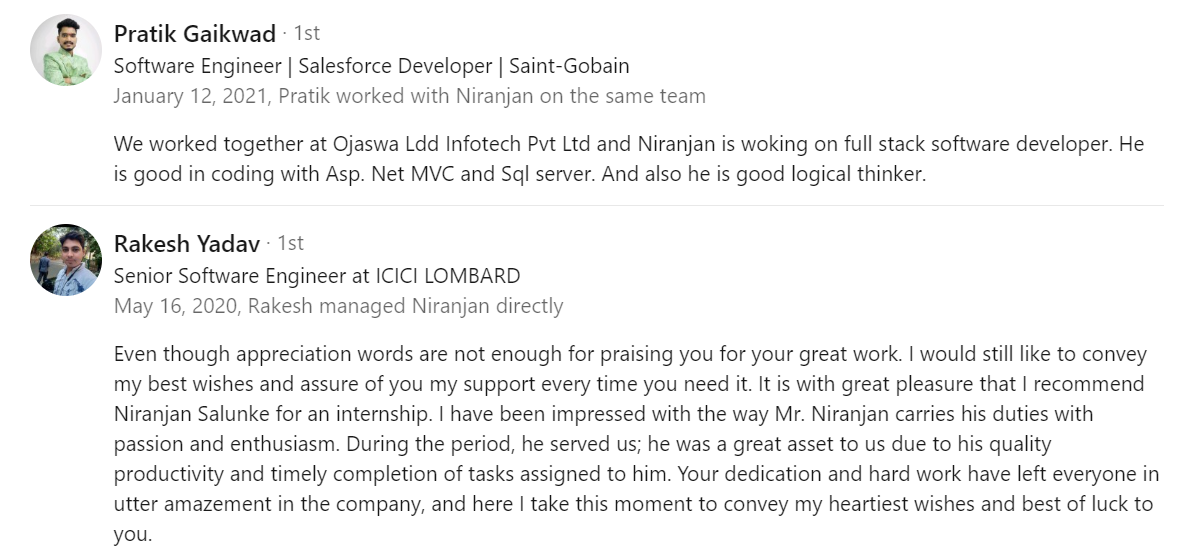 Pratik Gaikwad · 1st
Software Engineer | Salesforce Developer | Saint-Gobain
January 12, 2021, Pratik worked with Niranjan on the same team
We worked together at Ojaswa Ldd Infotech Pvt Ltd and Niranjan is woking on full stack software developer. He
is good in coding with Asp. Net MVC and Sql server. And also he is good logical thinker.
Rakesh Yadav · 1st
Senior Software Engineer at ICICI LOMBARD
May 16, 2020, Rakesh managed Niranjan directly
Even though appreciation words are not enough for praising you for your great work. I would still like to convey
my best wishes and assure of you my support every time you need it. It is with great pleasure that I recommend
Niranjan Salunke for an internship. I have been impressed with the way Mr. Niranjan carries his duties with
passion and enthusiasm. During the period, he served us; he was a great asset to us due to his quality
productivity and timely completion of tasks assigned to him. Your dedication and hard work have left everyone in
utter amazement in the company, and here I take this moment to convey my heartiest wishes and best of luck to
you.